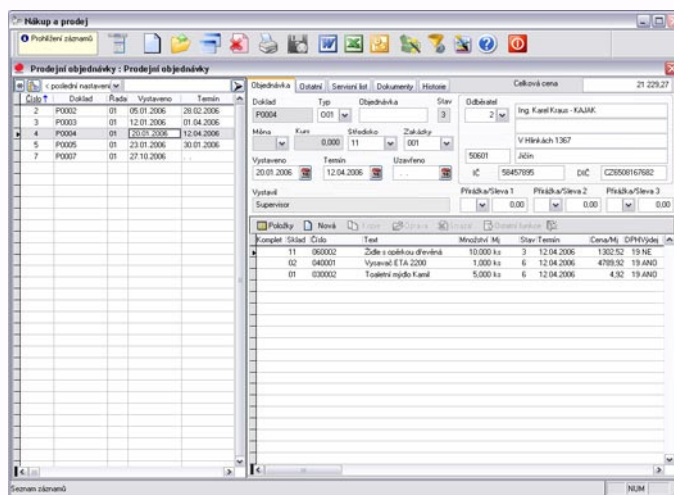 Nákup a prodej
Prohlížení záznamů
Prodejní objednávky : Prodejní objednávky
< poslední nastavení
Číslo Doklad Řada Vystaveno Termín
2 P0002 01 05.01.2006 28.02.2006
3 P0003 01 12.01.2006 01.04.2006
4 P0004 01 20.01.2006 12.04.2006
5 P0005 01 23.01.2006 30.01.2006
7 P0007 01 27.10.2006 . .
Objednávka Ostatní Servisní list Dokumenty Historie Celková cena 21 229,27
Doklad Typ Objednávka Stav Odběratel
P0004 O01 3 2 Ing. Karel Kraus - KAJAK
Měna Kurs Středisko Zakázky
0,000 11 001 V Hlinkách 1367
Vystaveno Termín Uzavřeno 50601 Jičín
20.01.2006 12.04.2006 . . IČ 58457895 DIČ CZ6508167682
Vystavil Přirážka/Sleva 1 Přirážka/Sleva 2 Přirážka/Sleva 3
Supervisor 0.00 0.00 0.00
Položky Nová Kopie Oprava Smazat Ostatní funkce
Komplet Sklad Číslo Text Množství Mj Stav Termín Cena/Mj DPH Výdej
11 060002 Židle s opěrkou dřevěná 10,000 ks 3 12.04.2006 1302,52 19 NE
02 040001 Vysavač ETA 2200 1,000 ks 6 12.04.2006 4789,92 19 ANO
01 030002 Toaletní mýdlo Kamil 5,000 ks 6 12.04.2006 4,92 19 ANO
Seznam záznamů NUM